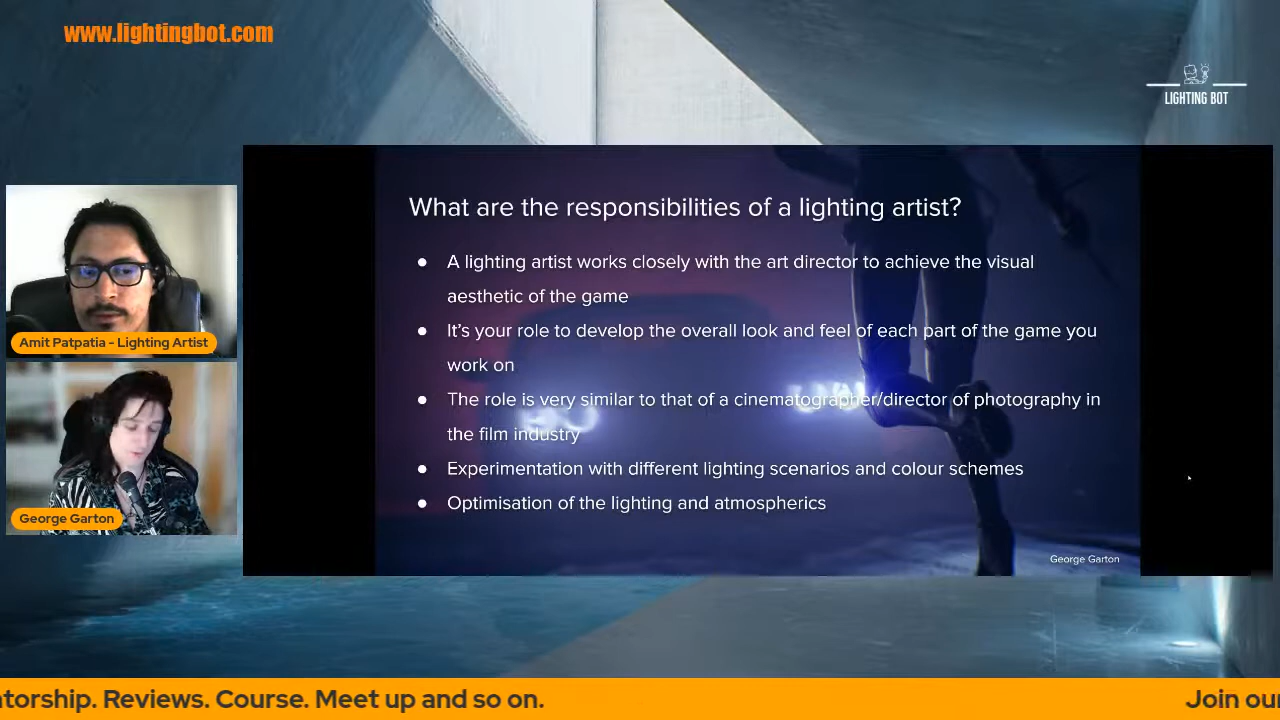 www.lightingbot.com
LIGHTING BOT
What are the responsibilities of a lighting artist?
● A lighting artist works closely with the art director to achieve the visual
aesthetic of the game
● It's your role to develop the overall look and feel of each part of the game you
work on
● The role is very similar to that of a cinematographer/director of photography in
the film industry
● Experimentation with different lighting scenarios and colour schemes
● Optimisation of the lighting and atmospherics
George Garton
Amit Patpatia - Lighting Artist
George Garton
torship. Reviews. Course. Meet up and so on.
Join our